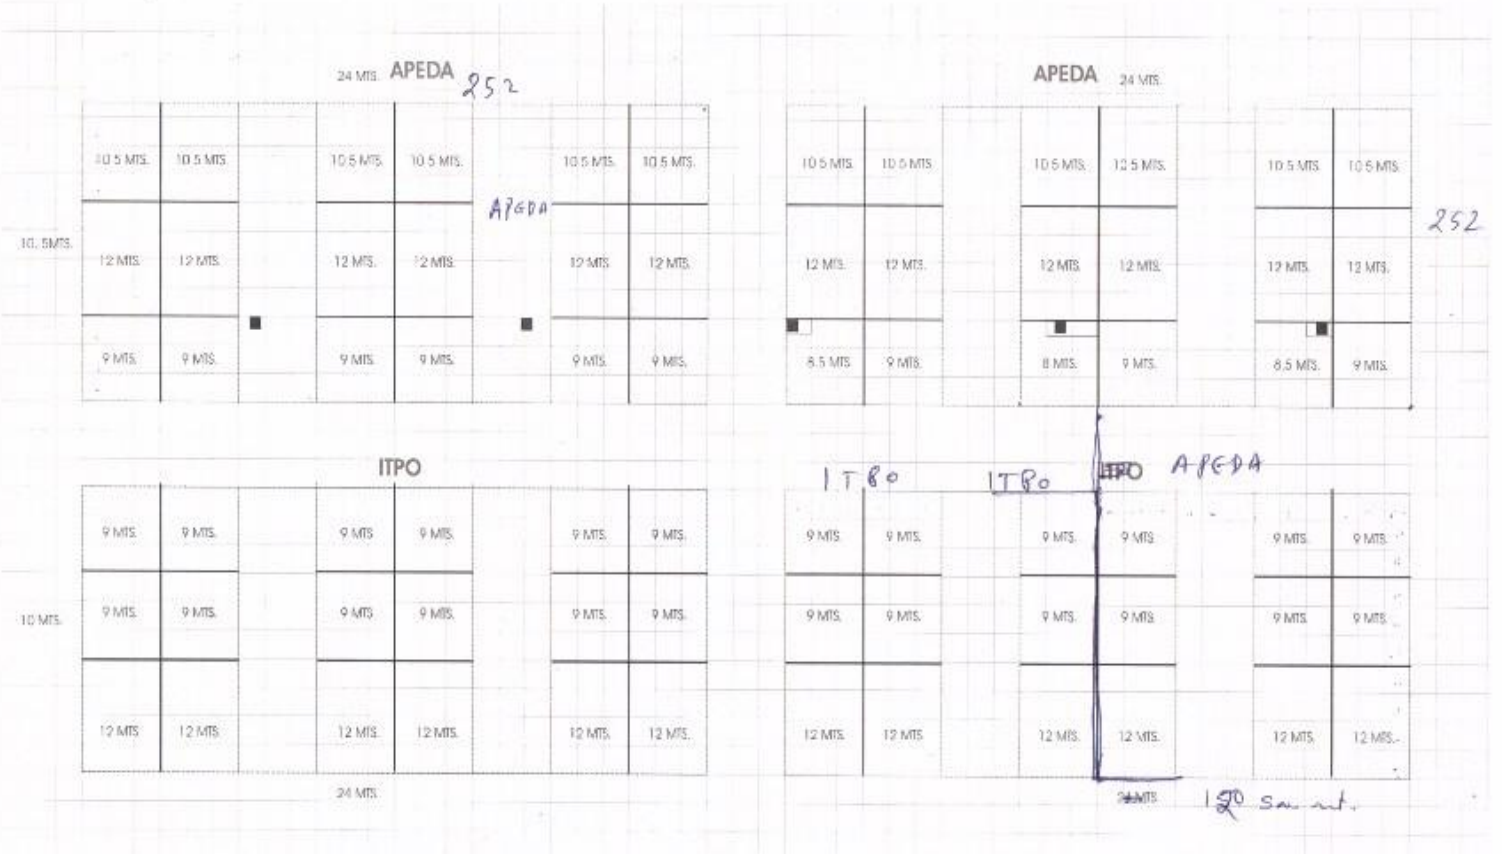 24 MTS. APEDA 252
APEDA 24 MTS.
10.5 MTS. 10.5 MTS. 10.5 MTS. 10.5 MTS. 10.5 MTS. 10.5 MTS. 10.5 MTS. 10.5 MTS. 10.5 MTS. 10.5 MTS. 10.5 MTS. 10.5 MTS.
APEDA
252
10.5MTS.
12 MTS. 12 MTS. 12 MTS. 12 MTS. 12 MTS. 12 MTS. 12 MTS. 12 MTS. 12 MTS. 12 MTS. 12 MTS. 12 MTS.
9 MTS. 9 MTS. 9 MTS. 9 MTS. 9 MTS. 9 MTS. 8.5 MTS 9 MTS. 8 MTS. 9 MTS. 8.5 MTS. 9 MTS.
ITPO
ITPO ITPO ITPO APEDA
9 MTS. 9 MTS. 9 MTS 9 MTS. 9 MTS. 9 MTS. 9 MTS. 9 MTS. 9 MTS. 9 MTS 9 MTS. 9 MTS.
10 MTS.
9 MTS. 9 MTS. 9 MTS 9 MTS. 9 MTS. 9 MTS. 9 MTS. 9 MTS. 9 MTS. 9 MTS. 9 MTS. 9 MTS.
12 MTS 12 MTS. 12 MTS. 12 MTS. 12 MTS. 12 MTS. 12 MTS. 12 MTS 12 MTS. 12 MTS. 12 MTS. 12 MTS.
24 MTS.
MTS